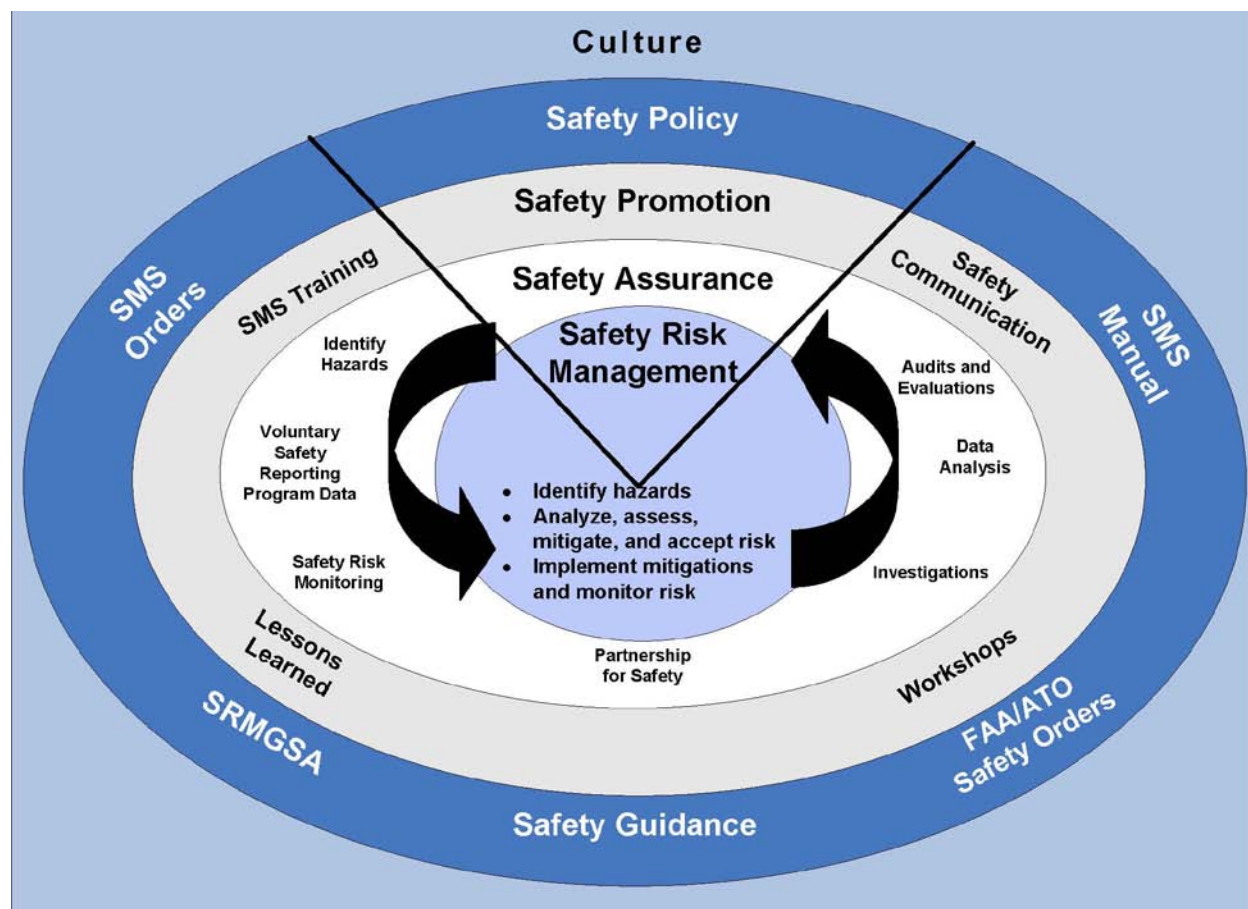 Culture
Safety Policy
Safety Promotion
Safety Assurance
Safety Risk
Management
SMS
Orders
SMS Training
Safety
Communication
SMS
Manual
Identify
Hazards
Voluntary
Safety
Reporting
Program Data
Safety Risk
Monitoring
Audits and
Evaluations
Data
Analysis
Investigations
• Identify hazards
• Analyze, assess,
mitigate, and accept risk
• Implement mitigations
and monitor risk
Partnership
for Safety
Lessons
Learned
Workshops
SRMGSA
FAA/ATO
Safety Orders
Safety Guidance